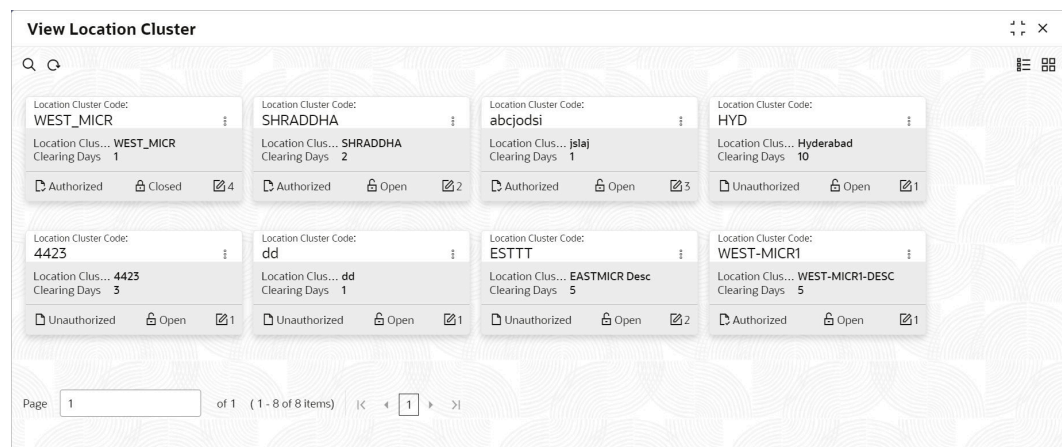 View Location Cluster
Location Cluster Code:
WEST_MICR
Location Clus... WEST_MICR
Clearing Days 1
Authorized Closed 4
Location Cluster Code:
SHRADDHA
Location Clus... SHRADDHA
Clearing Days 2
Authorized Open 2
Location Cluster Code:
abcjodsi
Location Clus... jslaj
Clearing Days 1
Authorized Open 3
Location Cluster Code:
HYD
Location Clus... Hyderabad
Clearing Days 10
Unauthorized Open 1
Location Cluster Code:
4423
Location Clus... 4423
Clearing Days 3
Unauthorized Open 1
Location Cluster Code:
dd
Location Clus... dd
Clearing Days 1
Unauthorized Open 1
Location Cluster Code:
ESTTT
Location Clus... EASTMICR Desc
Clearing Days 5
Unauthorized Open 2
Location Cluster Code:
WEST-MICR1
Location Clus... WEST-MICR1-DESC
Clearing Days 5
Authorized Open 1
Page 1 of 1 (1 - 8 of 8 items) 1